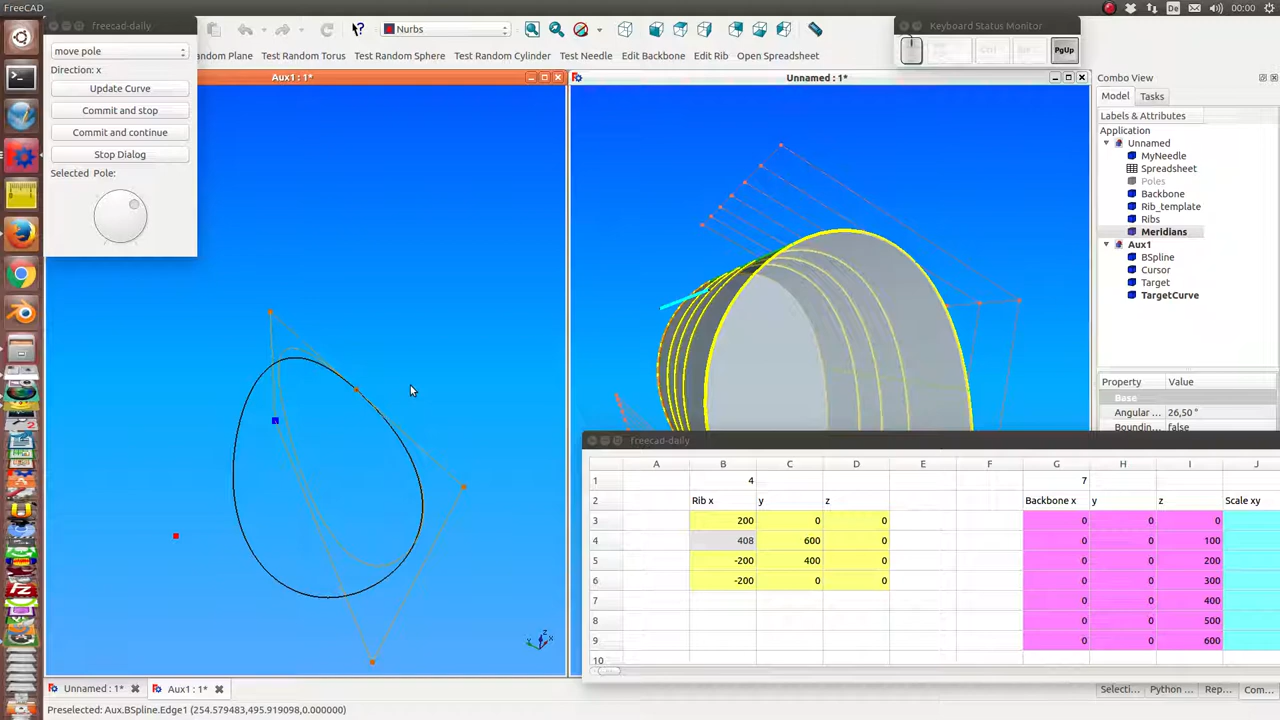 FreeCAD
De
00:00
freecad-daily
move pole
Direction: x
Update Curve
Commit and stop
Commit and continue
Stop Dialog
Selected Pole:
Nurbs
Random Plane
Test Random Torus
Test Random Sphere
Test Random Cylinder
Test Needle
Edit Backbone
Edit Rib
Open Spreadsheet
Keyboard Status Monitor
PgUp
Aux1 : 1*
Unnamed : 1*
Combo View
Model
Tasks
Labels & Attributes
Application
Unnamed
MyNeedle
Spreadsheet
Poles
Backbone
Rib_template
Ribs
Meridians
Aux1
BSpline
Cursor
Target
TargetCurve
Property Value
Base
Angular ... 26,50 °
Bounding... false
freecad-daily
A B C D E F G H I J
1 4 7
2 Rib x y z Backbone x y z Scale xy
3 200 0 0 0 0 0
4 408 600 0 0 0 100
5 -200 400 0 0 0 200
6 -200 0 0 0 0 300
7 0 0 400
8 0 0 500
9 0 0 600
10
Unnamed : 1*
Aux1 : 1*
Selecti...
Python ...
Rep...
Com...
Preselected: Aux.BSpline.Edge1 (254.579483,495.919098,0.000000)